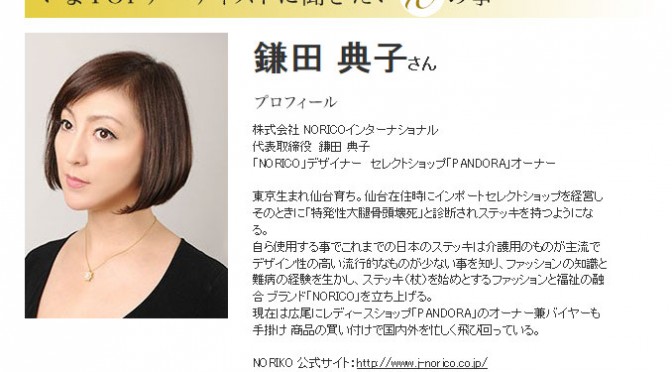 鎌田 典子さん
プロフィール
株式会社 NORICOインターナショナル
代表取締役 鎌田 典子
「NORICO」デザイナー セレクトショップ「PANDORA」オーナー
東京生まれ仙台育ち。仙台在住時にインポートセレクトショップを経営し
そのときに「特発性大腿骨頭壊死」と診断されステッキを持つようにな
る。
自ら使用する事でこれまでの日本のステッキは介護用のものが主流で
デザイン性の高い流行的なものが少ない事を知り、ファッションの知識と
難病の経験を生かし、ステッキ（杖）を始めとするファッションと福祉の融
合 ブランド「NORICO」を立ち上げる。
現在は広尾にレディースショップ「PANDORA」のオーナー兼バイヤーも
手掛け 商品の買い付けで国内外を忙しく飛び回っている。
NORIKO 公式サイト：http://www.j-norico.co.jp/